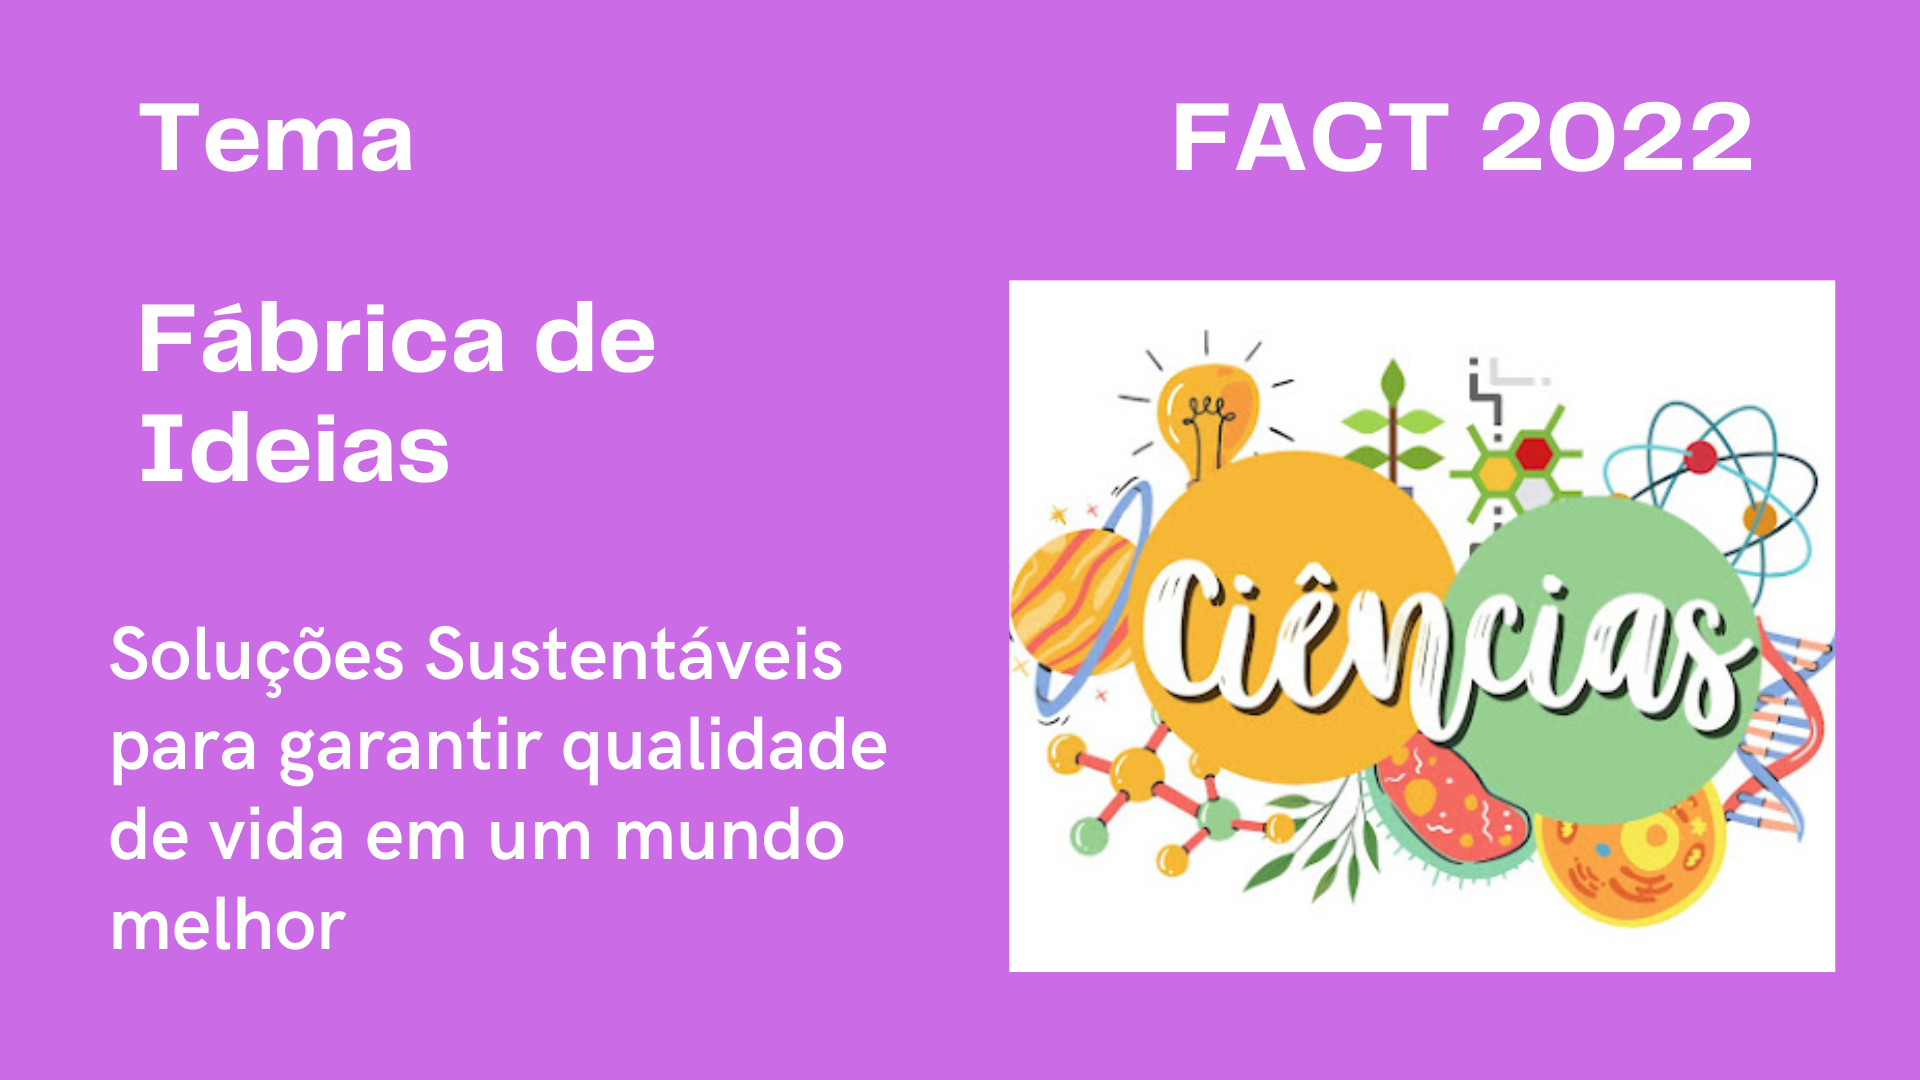 Tema
FACT 2022
Fábrica de
Ideias
Soluções Sustentáveis
para garantir qualidade
de vida em um mundo
melhor
Ciências